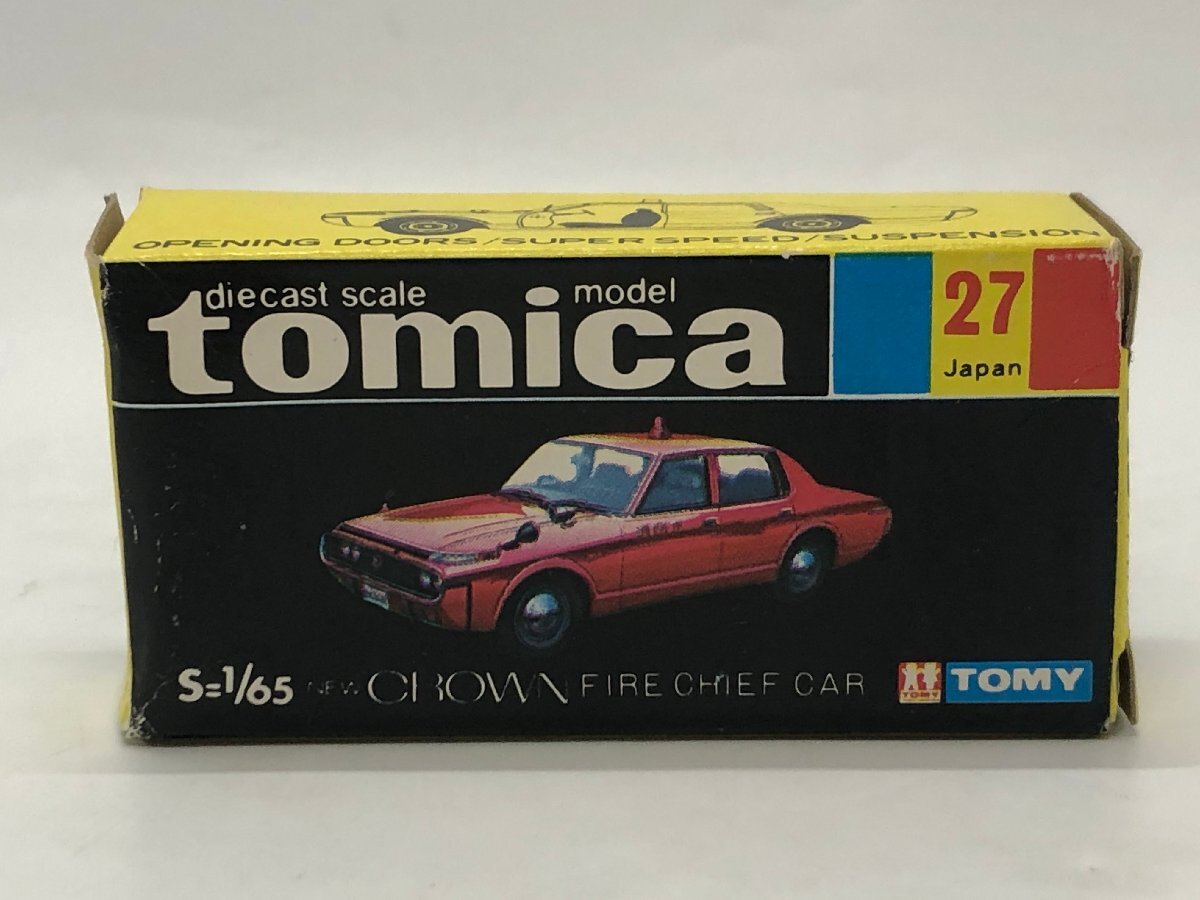 OPENING DOORS/SUPER SPEED/SUSPENSION
diecast scale model
tomica
27
Japan
S=1/65 NEW CROWN FIRE CHIEF CAR
TOMY TOMY